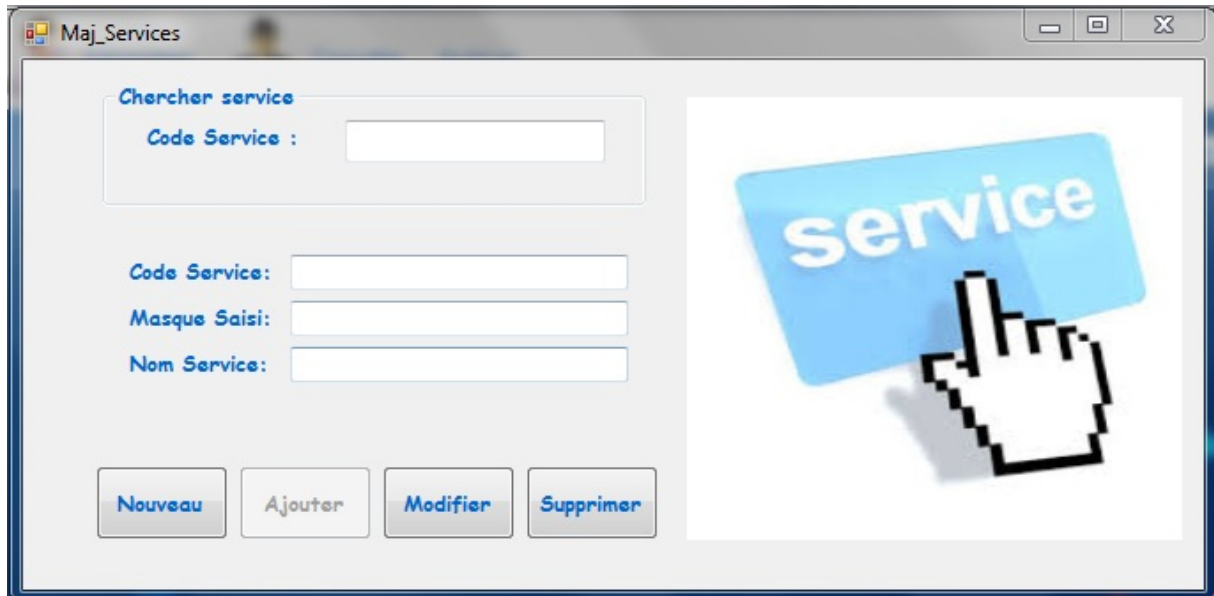 Maj_Services
Chercher service
Code Service :
Code Service:
Masque Saisi:
Nom Service:
Nouveau Ajouter Modifier Supprimer
service